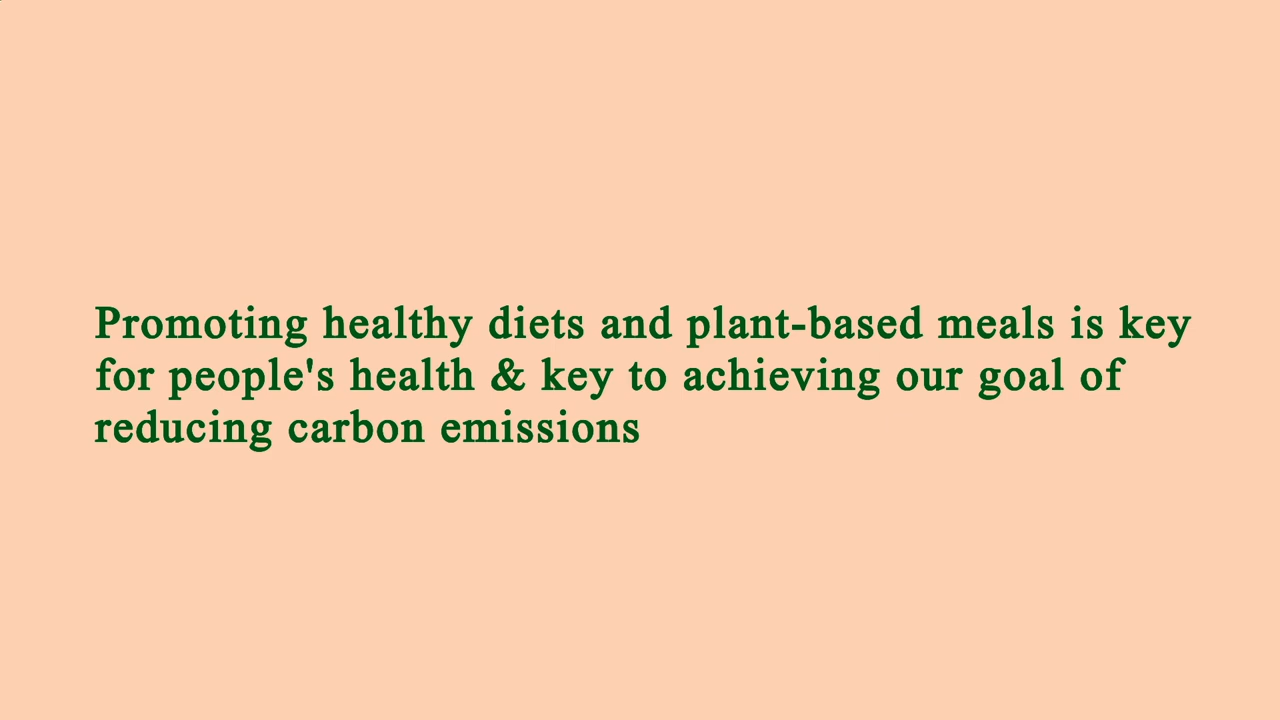 Promoting healthy diets and plant-based meals is key
for people's health & key to achieving our goal of
reducing carbon emissions